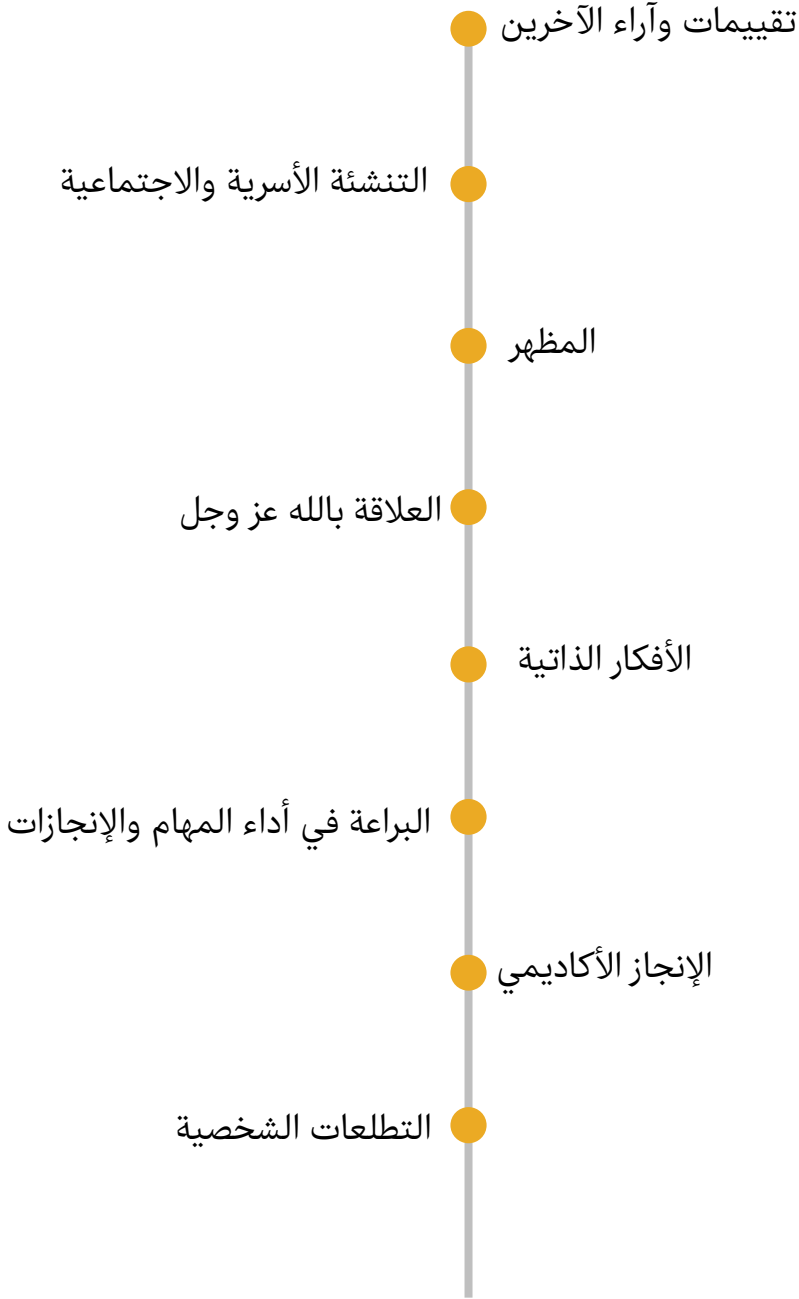 تقييمات وآراء الآخرين
التنشئة الأسرية والاجتماعية
المظهر
العلاقة بالله عز وجل
الأفكار الذاتية
البراعة في أداء المهام والإنجازات
الإنجاز الأكاديمي
التطلعات الشخصية